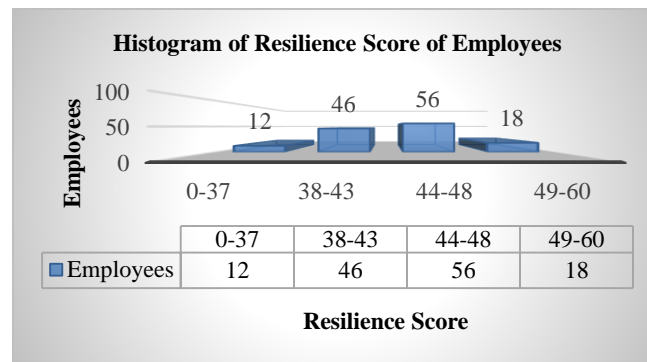 Histogram of Resilience Score of Employees
Employees
100
50
0
12
46
56
18
0-37 38-43 44-48 49-60
0-37 38-43 44-48 49-60
Employees 12 46 56 18
Resilience Score